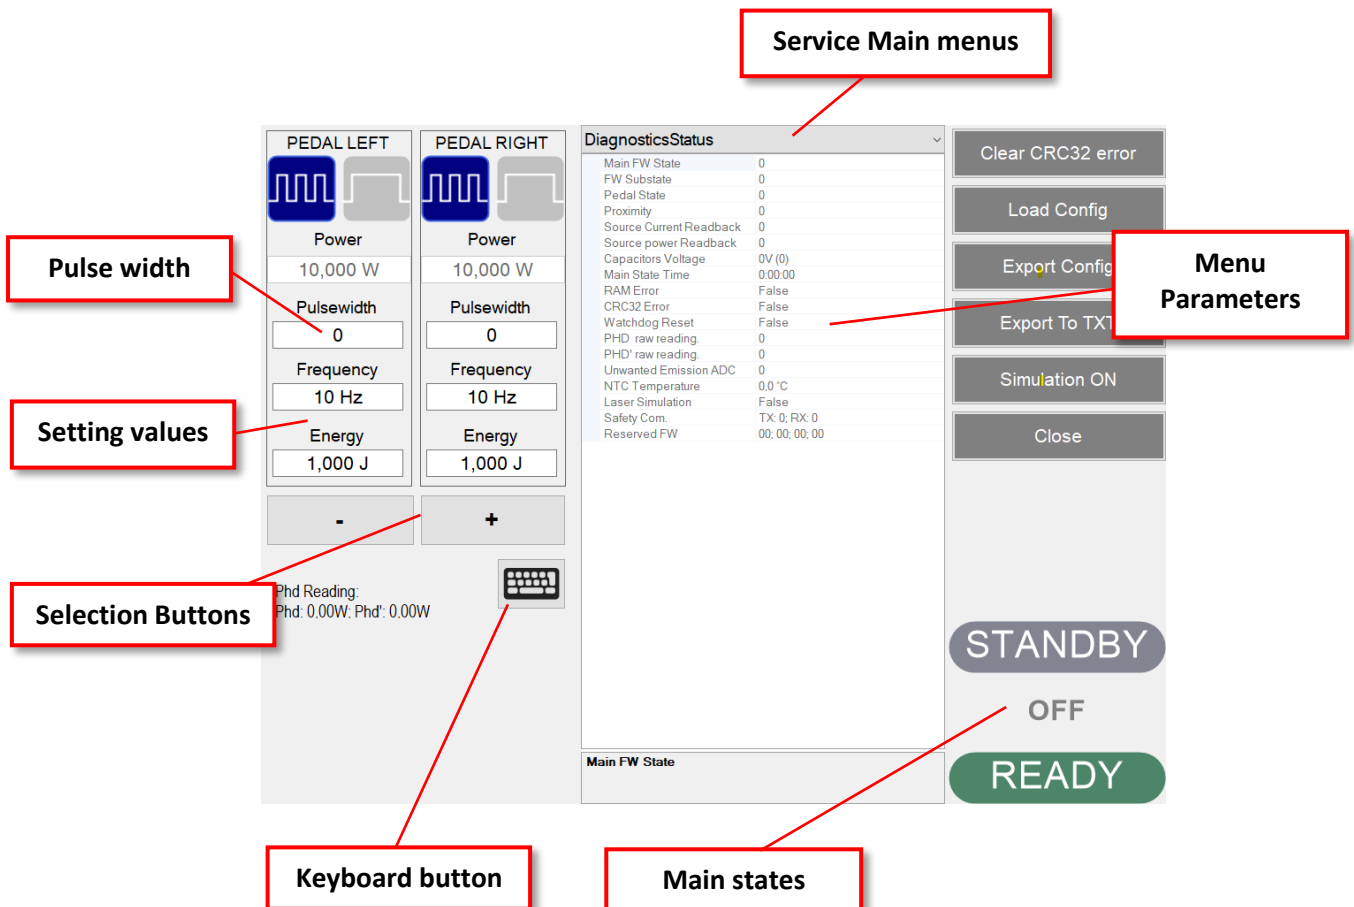 Service Main menus
PEDAL LEFT
PEDAL RIGHT
Power
Power
10,000 W
10,000 W
Pulsewidth
Pulsewidth
0
0
Frequency
Frequency
10 Hz
10 Hz
Energy
Energy
1,000 J
1,000 J
-
+
Phd Reading:
Phd: 0.00W; Phd': 0.00W
Pulse width
Setting values
Selection Buttons
Keyboard button
DiagnosticsStatus
Main FW State 0
FW Substate 0
Pedal State 0
Proximity 0
Source Current Readback 0
Source power Readback 0
Capacitors Voltage 0V (0)
Main State Time 0:00:00
RAM Error False
CRC32 Error False
Watchdog Reset False
PHD raw reading. 0
PHD' raw reading. 0
Unwanted Emission ADC 0
NTC Temperature 0,0 °C
Laser Simulation False
Safety Com. TX: 0; RX: 0
Reserved FW 00; 00; 00; 00
Main FW State
Clear CRC32 error
Load Config
Export Config
Export To TXT
Simulation ON
Close
Menu
Parameters
STANDBY
OFF
READY
Main states